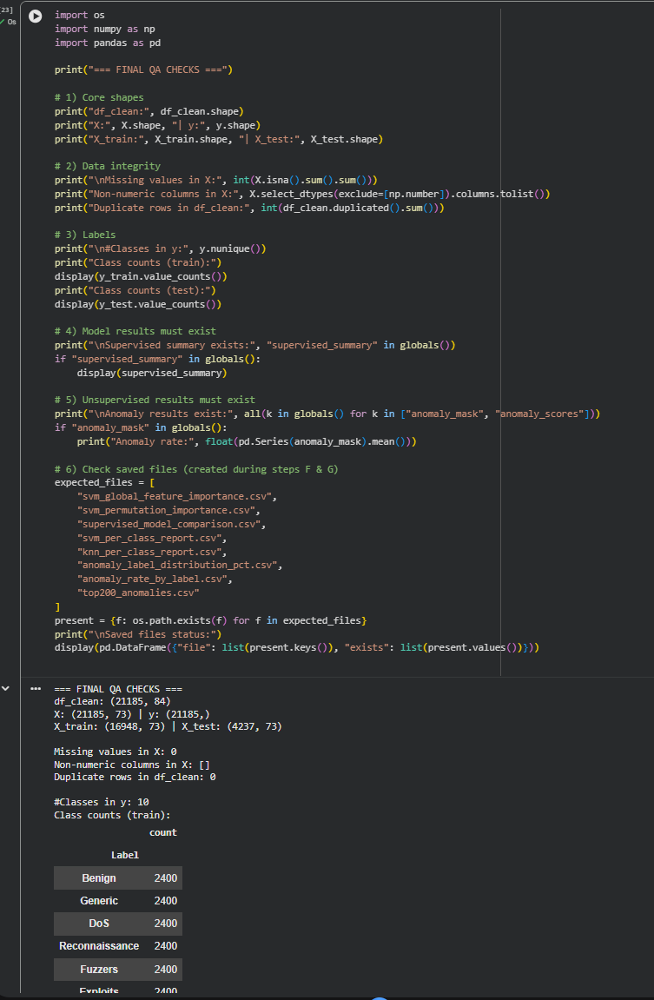 [23]
0s
import os
import numpy as np
import pandas as pd
print("=== FINAL QA CHECKS ===")
# 1) Core shapes
print("df_clean:", df_clean.shape)
print("X:", X.shape, "| y:", y.shape)
print("X_train:", X_train.shape, "| X_test:", X_test.shape)
# 2) Data integrity
print("\nMissing values in X:", int(X.isna().sum().sum()))
print("Non-numeric columns in X:", X.select_dtypes(exclude=[np.number]).columns.tolist())
print("Duplicate rows in df_clean:", int(df_clean.duplicated().sum()))
# 3) Labels
print("\n#Classes in y:", y.nunique())
print("Class counts (train):")
display(y_train.value_counts())
print("Class counts (test):")
display(y_test.value_counts())
# 4) Model results must exist
print("\nSupervised summary exists:", "supervised_summary" in globals())
if "supervised_summary" in globals():
    display(supervised_summary)
# 5) Unsupervised results must exist
print("\nAnomaly results exist:", all(k in globals() for k in ["anomaly_mask", "anomaly_scores"]))
if "anomaly_mask" in globals():
    print("Anomaly rate:", float(pd.Series(anomaly_mask).mean()))
# 6) Check saved files (created during steps F & G)
expected_files = [
    "svm_global_feature_importance.csv",
    "svm_permutation_importance.csv",
    "supervised_model_comparison.csv",
    "svm_per_class_report.csv",
    "knn_per_class_report.csv",
    "anomaly_label_distribution_pct.csv",
    "anomaly_rate_by_label.csv",
    "top200_anomalies.csv"
]
present = {f: os.path.exists(f) for f in expected_files}
print("\nSaved files status:")
display(pd.DataFrame({"file": list(present.keys()), "exists": list(present.values())}))
=== FINAL QA CHECKS ===
df_clean: (21185, 84)
X: (21185, 73) | y: (21185,)
X_train: (16948, 73) | X_test: (4237, 73)
Missing values in X: 0
Non-numeric columns in X: []
Duplicate rows in df_clean: 0
#Classes in y: 10
Class counts (train):
count
Label
Benign 2400
Generic 2400
DoS 2400
Reconnaissance 2400
Fuzzers 2400
Exploits 2400